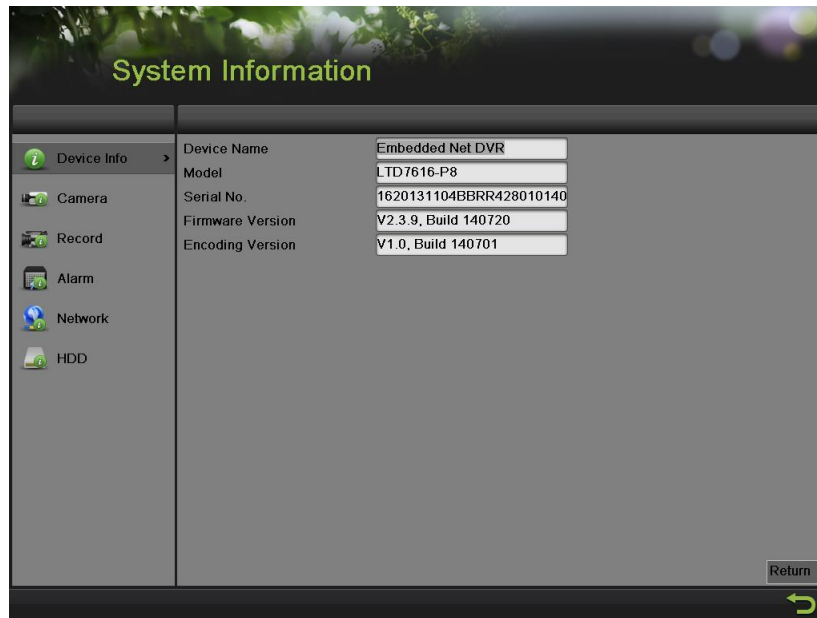 System Information
Device Info >
Camera
Record
Alarm
Network
HDD
Device Name Embedded Net DVR
Model LTD7616-P8
Serial No. 1620131104BBRR428010140
Firmware Version V2.3.9, Build 140720
Encoding Version V1.0, Build 140701
Return